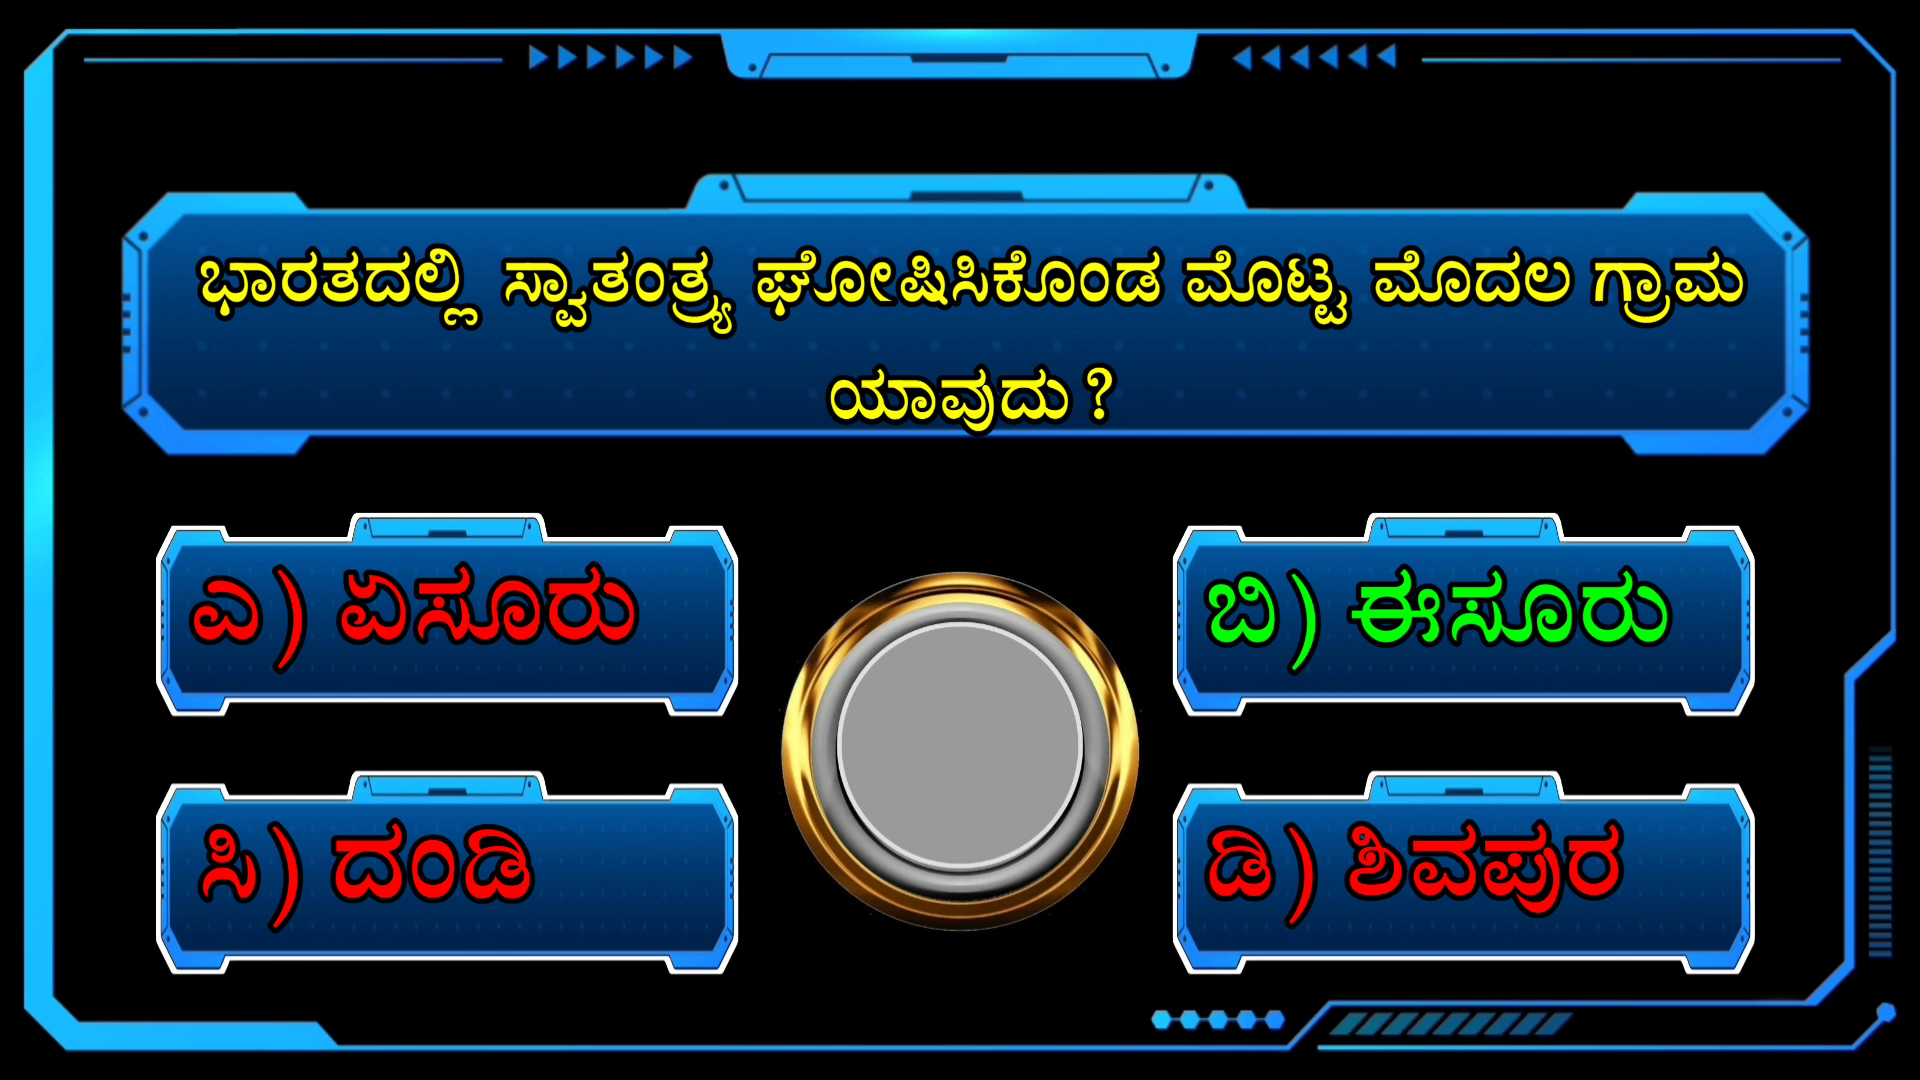 ಭಾರತದಲ್ಲಿ ಸ್ವಾತಂತ್ರ್ಯ ಘೋಷಿಸಿಕೊಂಡ ಮೊಟ್ಟ ಮೊದಲ ಗ್ರಾಮ
ಯಾವುದು ?
ಎ) ಏಸೂರು
ಬಿ) ಈಸೂರು
ಸಿ) ದಂಡಿ
ಡಿ) ಶಿವಪುರ